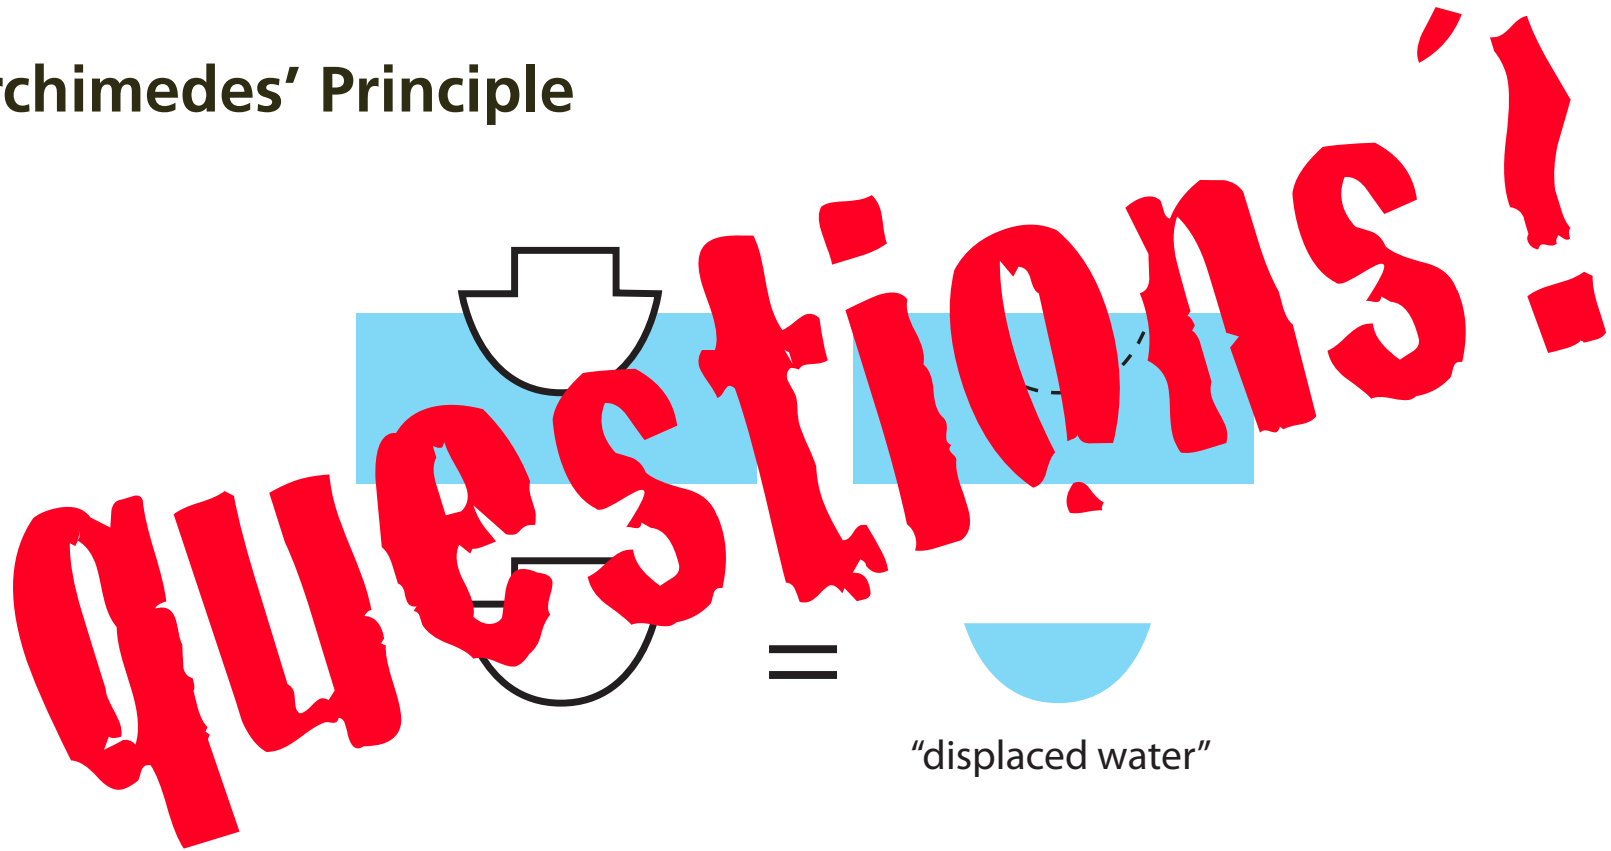 rchimedes’ Principle
questions?
=
“displaced water”